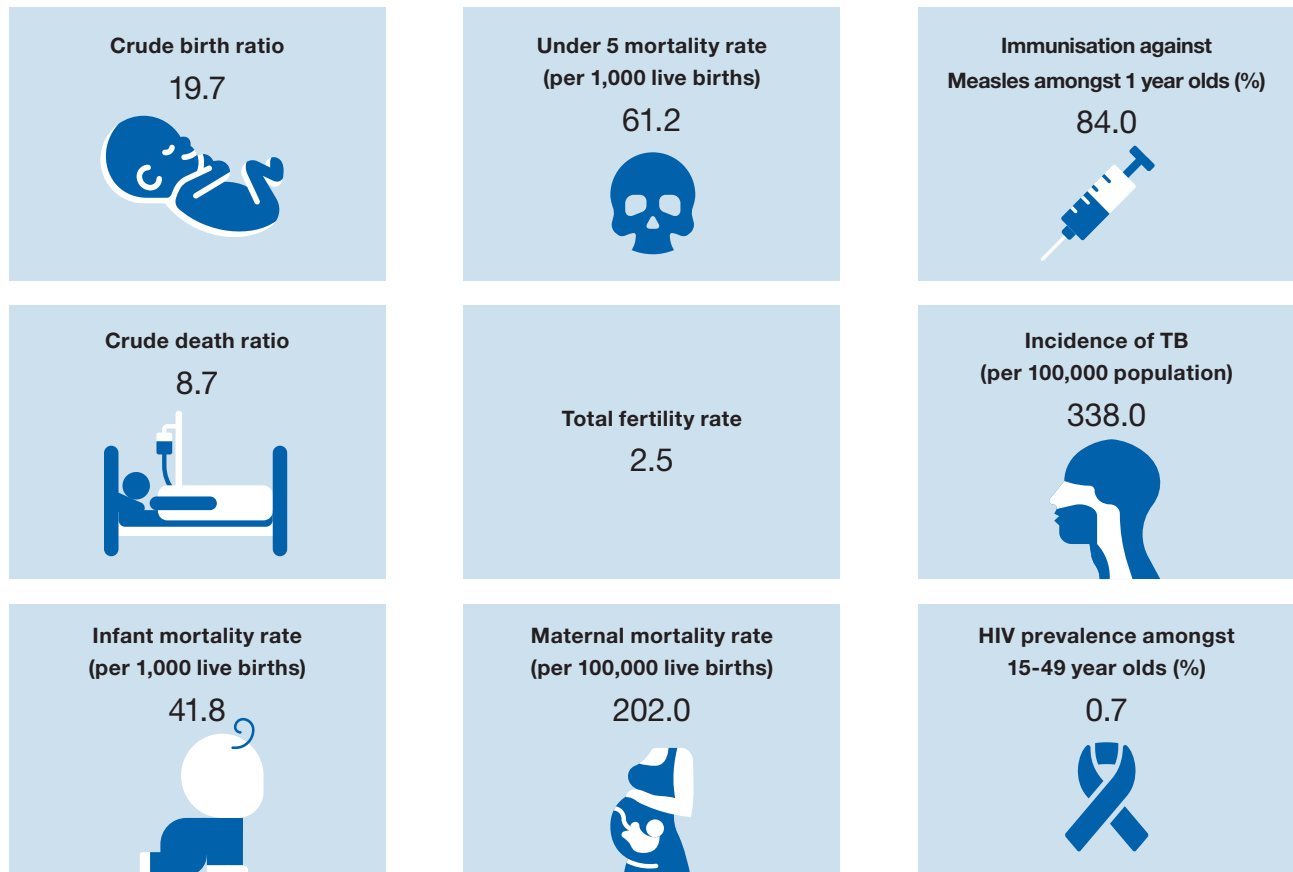 Crude birth ratio
19.7
Under 5 mortality rate
(per 1,000 live births)
61.2
Immunisation against
Measles amongst 1 year olds (%)
84.0
Crude death ratio
8.7
Total fertility rate
2.5
Incidence of TB
(per 100,000 population)
338.0
Infant mortality rate
(per 1,000 live births)
41.8
Maternal mortality rate
(per 100,000 live births)
202.0
HIV prevalence amongst
15-49 year olds (%)
0.7